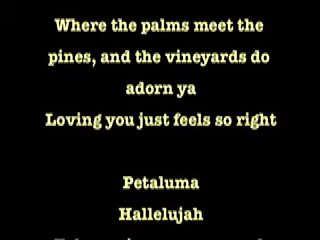 Where the palms meet the
pines, and the vineyards do
adorn ya
Loving you just feels so right
Petaluma
Hallelujah